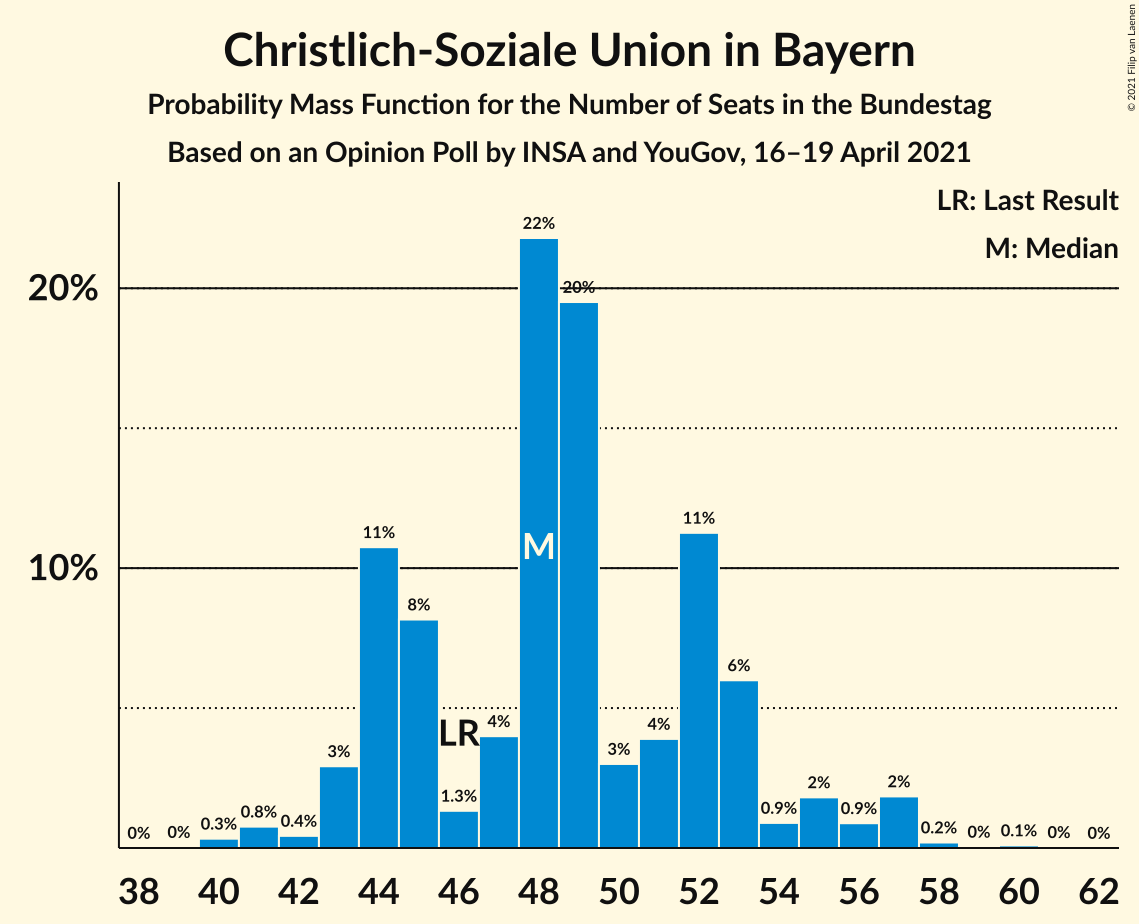 Christlich-Soziale Union in Bayern
Probability Mass Function for the Number of Seats in the Bundestag
Based on an Opinion Poll by INSA and YouGov, 16–19 April 2021
© 2021 Filip van Laenen
LR: Last Result
M: Median
20%
10%
0% 0% 0.3% 0.8% 0.4% 3% 11% 8% 1.3% 4% 22% 20% 3% 4% 11% 6% 0.9% 2% 0.9% 2% 0.2% 0% 0.1% 0% 0%
LR
M
38 40 42 44 46 48 50 52 54 56 58 60 62